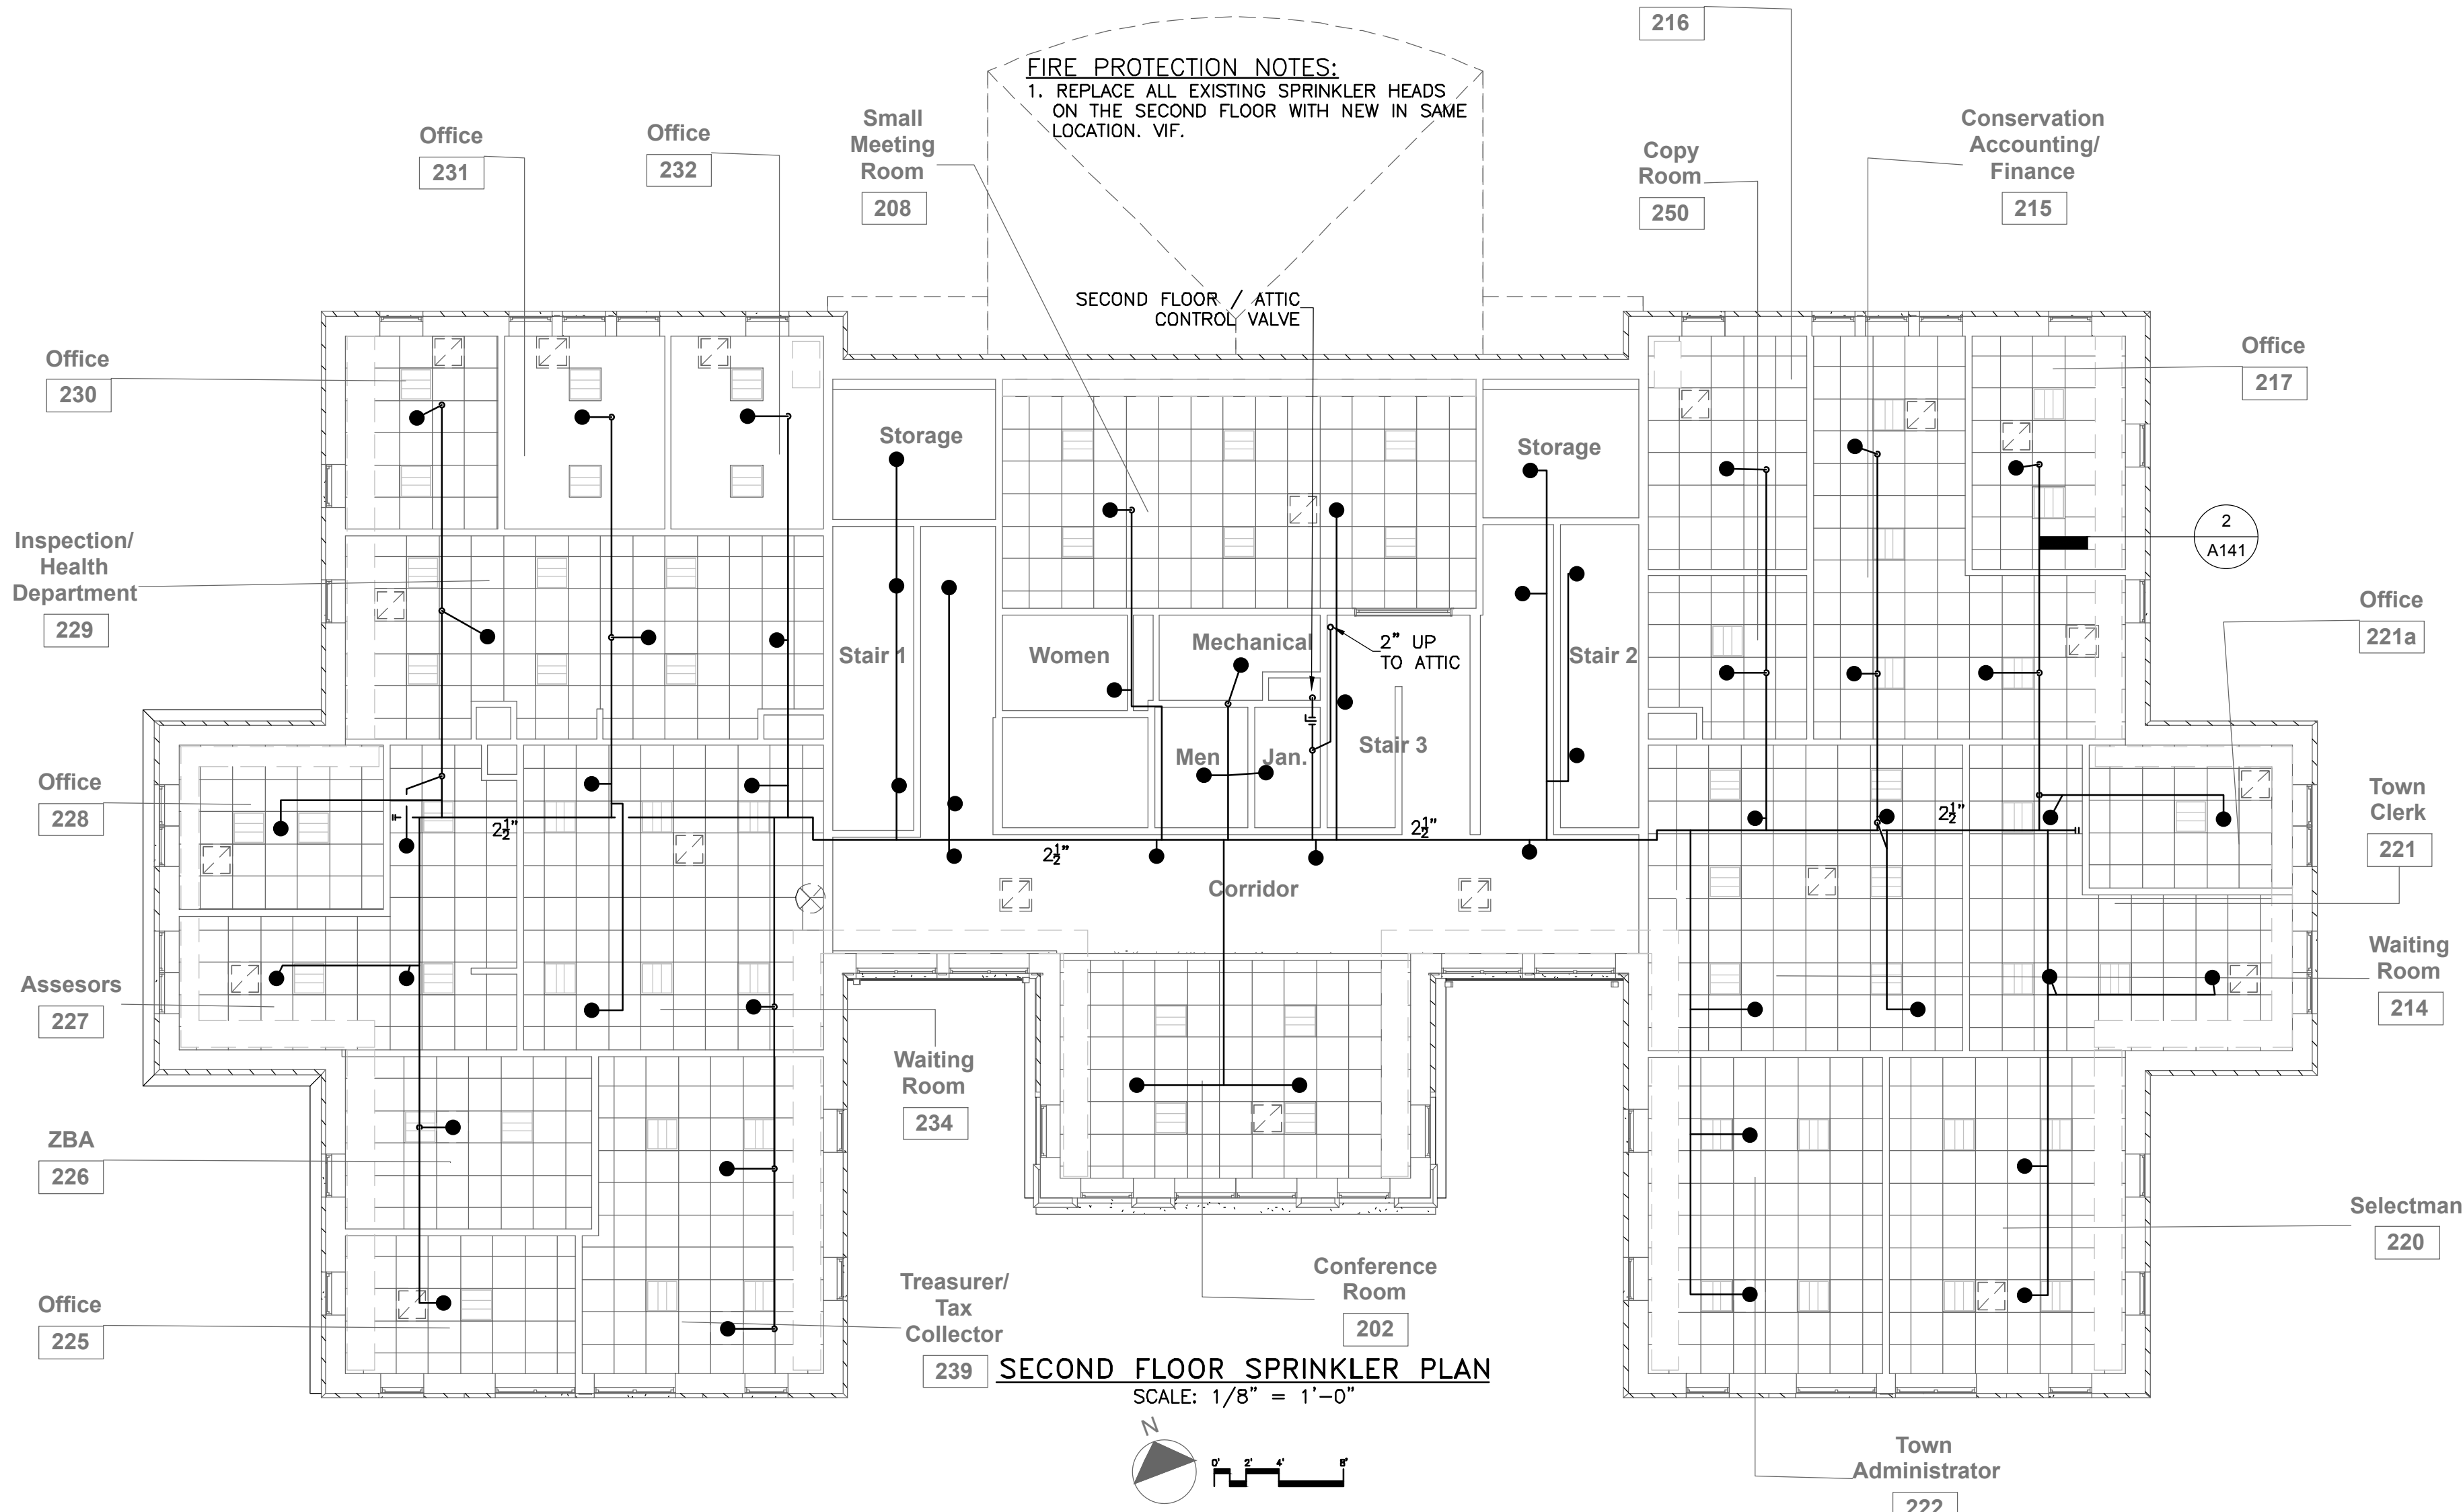 216
FIRE PROTECTION NOTES:
1. REPLACE ALL EXISTING SPRINKLER HEADS
ON THE SECOND FLOOR WITH NEW IN SAME
LOCATION. VIF.
Office
231
Office
232
Small
Meeting
Room
208
Copy
Room
250
Conservation
Accounting/
Finance
215
SECOND FLOOR / ATTIC
CONTROL VALVE
Office
230
Office
217
Storage
Storage
2
A141
Inspection/
Health
Department
229
Office
221a
Stair 1
Women
Mechanical
2" UP
TO ATTIC
Stair 2
Men
Jan.
Stair 3
Office
228
Town
Clerk
221
2½"
2½"
2½"
2½"
Corridor
Assesors
227
Waiting
Room
214
Waiting
Room
234
ZBA
226
Selectman
220
Office
225
Treasurer/
Tax
Collector
239
Conference
Room
202
SECOND FLOOR SPRINKLER PLAN
SCALE: 1/8" = 1'-0"
N
0' 2' 4' 8'
Town
Administrator
222